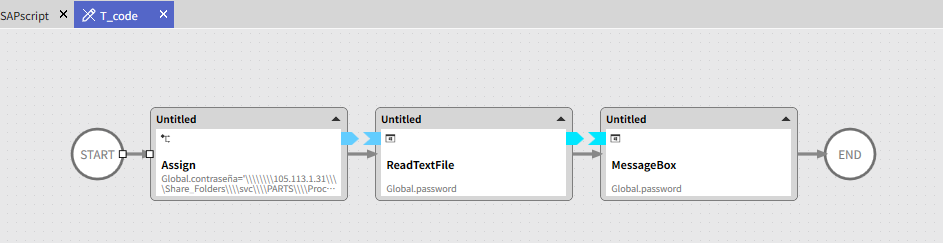 SAPscript
T_code
START
Untitled
Assign
Global.contraseña="\\\\\\\\105.113.1.31\\\
\Share_Folders\\\\svc\\\\PARTS\\\\Proc…
Untitled
ReadTextFile
Global.password
Untitled
MessageBox
Global.password
END